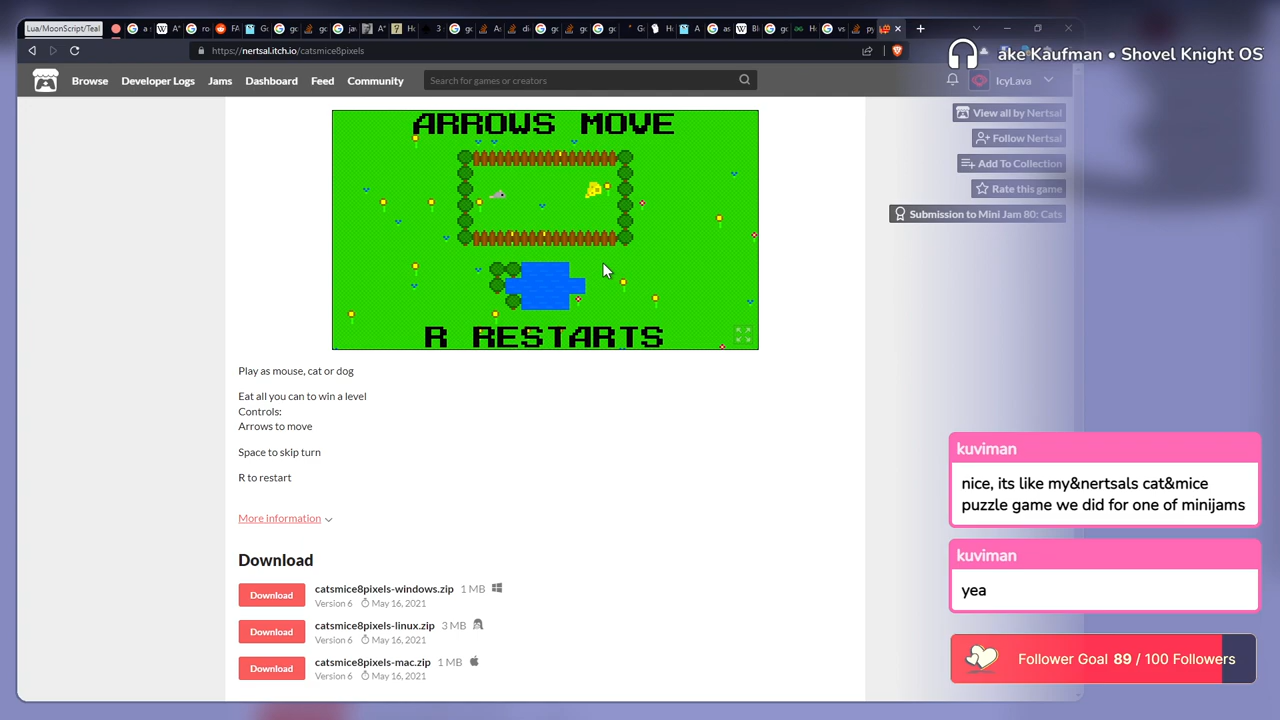 Lua/MoonScript/Teal
https://nertsal.itch.io/catsmice8pixels
ake Kaufman • Shovel Knight OS
Browse Developer Logs Jams Dashboard Feed Community
Search for games or creators
IcyLava
View all by Nertsal
Follow Nertsal
Add To Collection
Rate this game
Submission to Mini Jam 80: Cats
ARROWS MOVE
R RESTARTS
Play as mouse, cat or dog
Eat all you can to win a level
Controls:
Arrows to move
Space to skip turn
R to restart
More information
Download
Download catsmice8pixels-windows.zip 1 MB
Version 6 May 16, 2021
Download catsmice8pixels-linux.zip 3 MB
Version 6 May 16, 2021
Download catsmice8pixels-mac.zip 1 MB
Version 6 May 16, 2021
kuviman
nice, its like my&nertsals cat&mice
puzzle game we did for one of minijams
kuviman
yea
Follower Goal 89 / 100 Followers